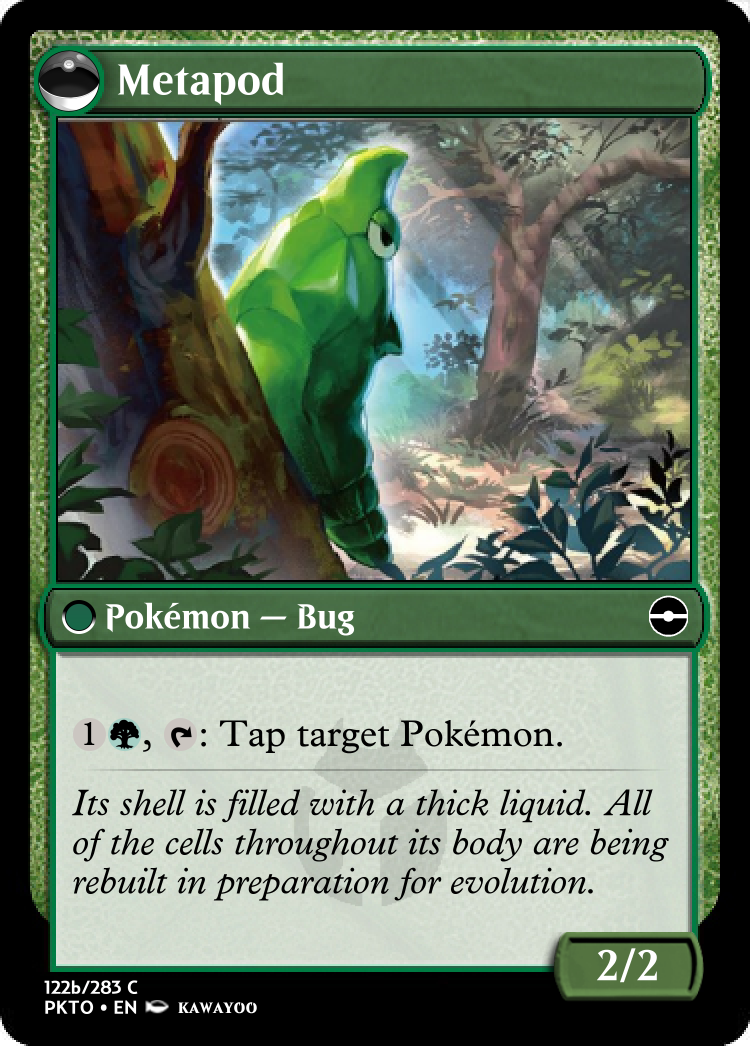 Metapod
Pokémon — Bug
1, : Tap target Pokémon.
Its shell is filled with a thick liquid. All
of the cells throughout its body are being
rebuilt in preparation for evolution.
2/2
122b/283 C
PKTO • EN KAWAYOO